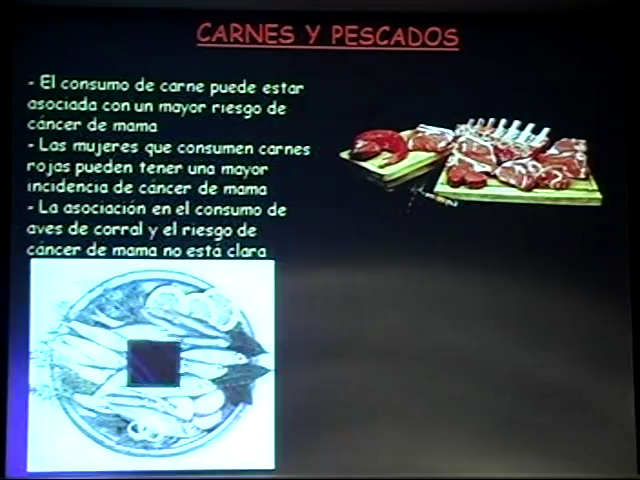 CARNES Y PESCADOS
- El consumo de carne puede estar
asociada con un mayor riesgo de
cáncer de mama
- Las mujeres que consumen carnes
rojas pueden tener una mayor
incidencia de cáncer de mama
- La asociación en el consumo de
aves de corral y el riesgo de
cáncer de mama no está clara